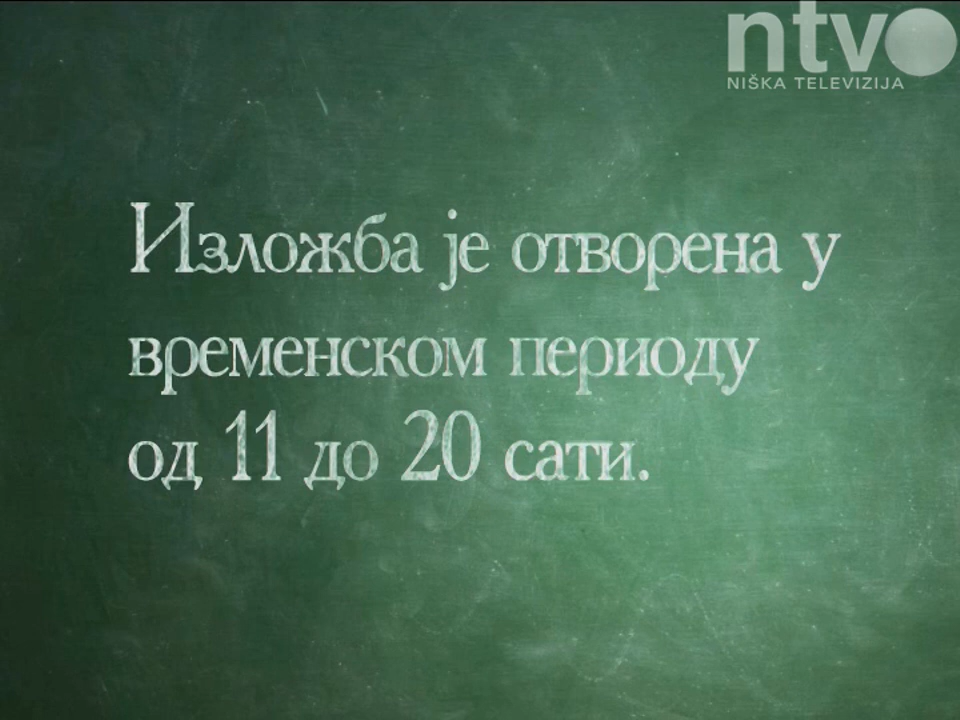 ntv
NIŠKA TELEVIZIJA
Изложба је отворена у
временском периоду
од 11 до 20 сати.